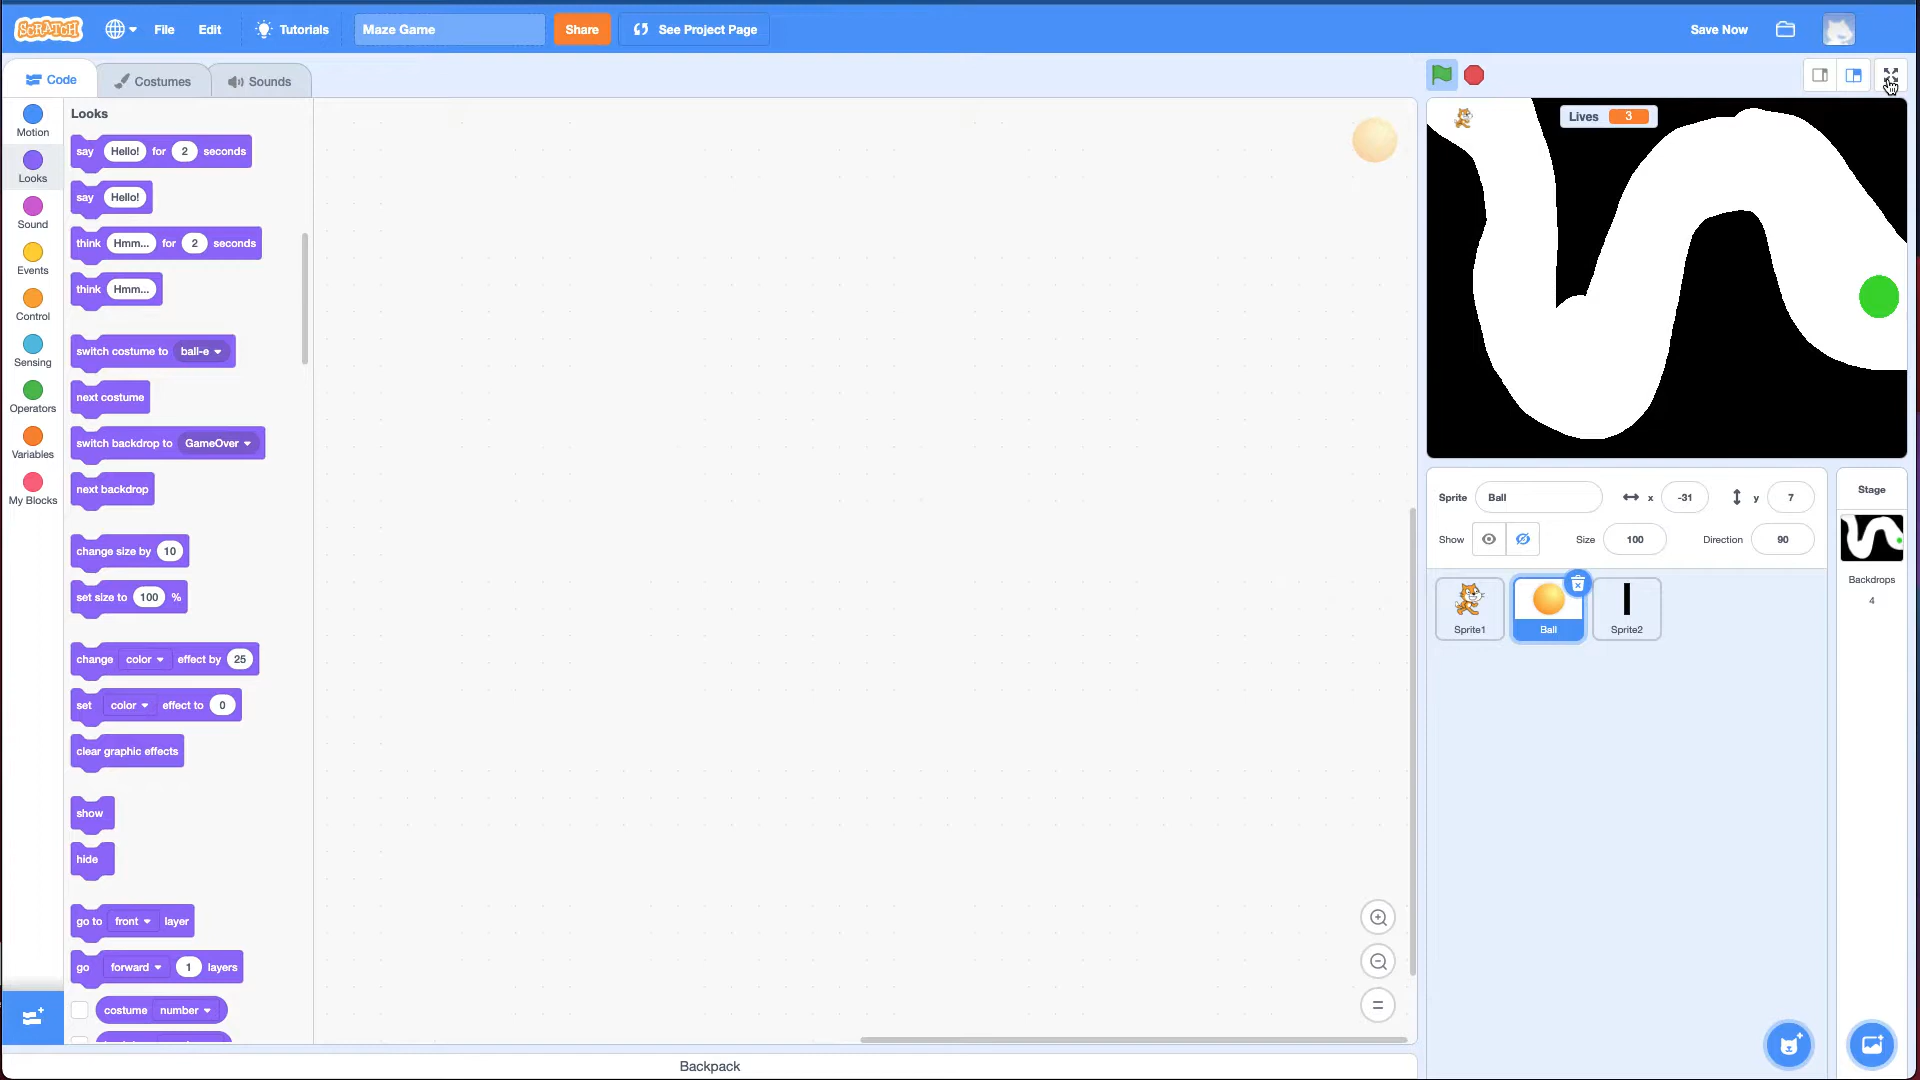 SCRATCH File Edit Tutorials Maze Game Share See Project Page Save Now
Code Costumes Sounds
Motion
Looks
Sound
Events
Control
Sensing
Operators
Variables
My Blocks
Looks
say Hello! for 2 seconds
say Hello!
think Hmm... for 2 seconds
think Hmm...
switch costume to ball-e
next costume
switch backdrop to GameOver
next backdrop
change size by 10
set size to 100 %
change color effect by 25
set color effect to 0
clear graphic effects
show
hide
go to front layer
go forward 1 layers
costume number
Backpack
Lives 3
Sprite Ball x -31 y 7
Show Size 100 Direction 90
Sprite1 Ball Sprite2
Stage
Backdrops
4